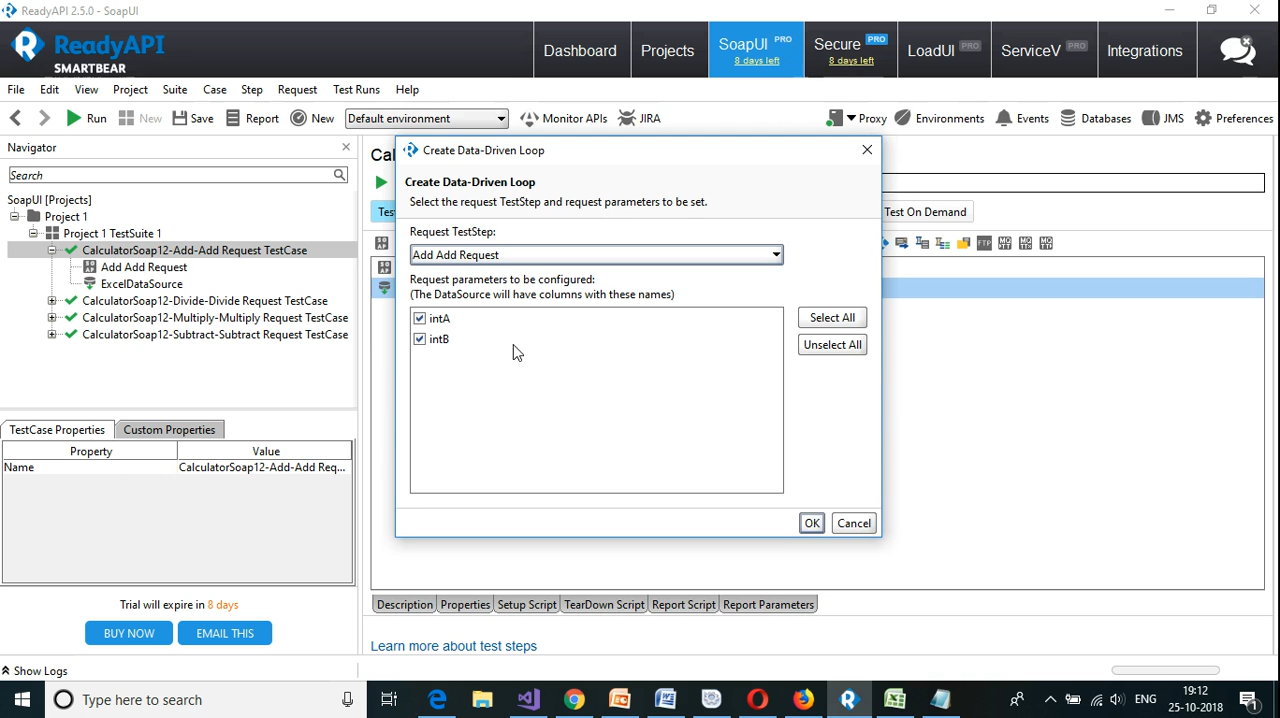 ReadyAPI 2.5.0 - SoapUI
ReadyAPI
SMARTBEAR
Dashboard
Projects
SoapUI PRO
8 days left
Secure PRO
8 days left
LoadUI PRO
ServiceV PRO
Integrations
File Edit View Project Suite Case Step Request Test Runs Help
Run New Save Report New Default environment Monitor APIs JIRA Proxy Environments Events Databases JMS Preferences
Navigator
Search
SoapUI [Projects]
Project 1
Project 1 TestSuite 1
CalculatorSoap12-Add-Add Request TestCase
Add Add Request
ExcelDataSource
CalculatorSoap12-Divide-Divide Request TestCase
CalculatorSoap12-Multiply-Multiply Request TestCase
CalculatorSoap12-Subtract-Subtract Request TestCase
TestCase Properties Custom Properties
Property Value
Name CalculatorSoap12-Add-Add Req...
Trial will expire in 8 days
BUY NOW EMAIL THIS
Show Logs
Cal
Tes
Test On Demand
FTP
Create Data-Driven Loop
Create Data-Driven Loop
Select the request TestStep and request parameters to be set.
Request TestStep:
Add Add Request
Request parameters to be configured:
(The DataSource will have columns with these names)
intA
intB
Select All
Unselect All
OK Cancel
Description Properties Setup Script TearDown Script Report Script Report Parameters
Learn more about test steps
Type here to search
ENG
19:12
25-10-2018
1